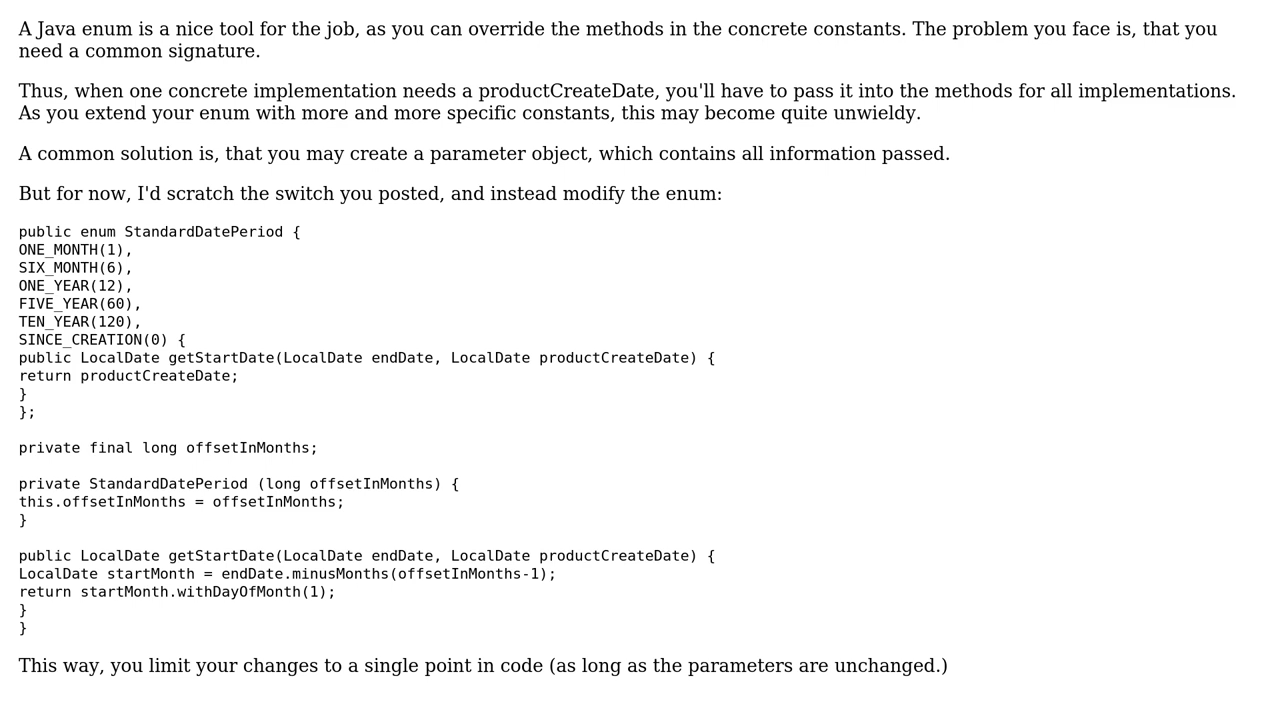 A Java enum is a nice tool for the job, as you can override the methods in the concrete constants. The problem you face is, that you
need a common signature.
Thus, when one concrete implementation needs a productCreateDate, you'll have to pass it into the methods for all implementations.
As you extend your enum with more and more specific constants, this may become quite unwieldy.
A common solution is, that you may create a parameter object, which contains all information passed.
But for now, I'd scratch the switch you posted, and instead modify the enum:
public enum StandardDatePeriod {
ONE_MONTH(1),
SIX_MONTH(6),
ONE_YEAR(12),
FIVE_YEAR(60),
TEN_YEAR(120),
SINCE_CREATION(0) {
public LocalDate getStartDate(LocalDate endDate, LocalDate productCreateDate) {
return productCreateDate;
}
};
private final long offsetInMonths;
private StandardDatePeriod (long offsetInMonths) {
this.offsetInMonths = offsetInMonths;
}
public LocalDate getStartDate(LocalDate endDate, LocalDate productCreateDate) {
LocalDate startMonth = endDate.minusMonths(offsetInMonths-1);
return startMonth.withDayOfMonth(1);
}
}
This way, you limit your changes to a single point in code (as long as the parameters are unchanged.)